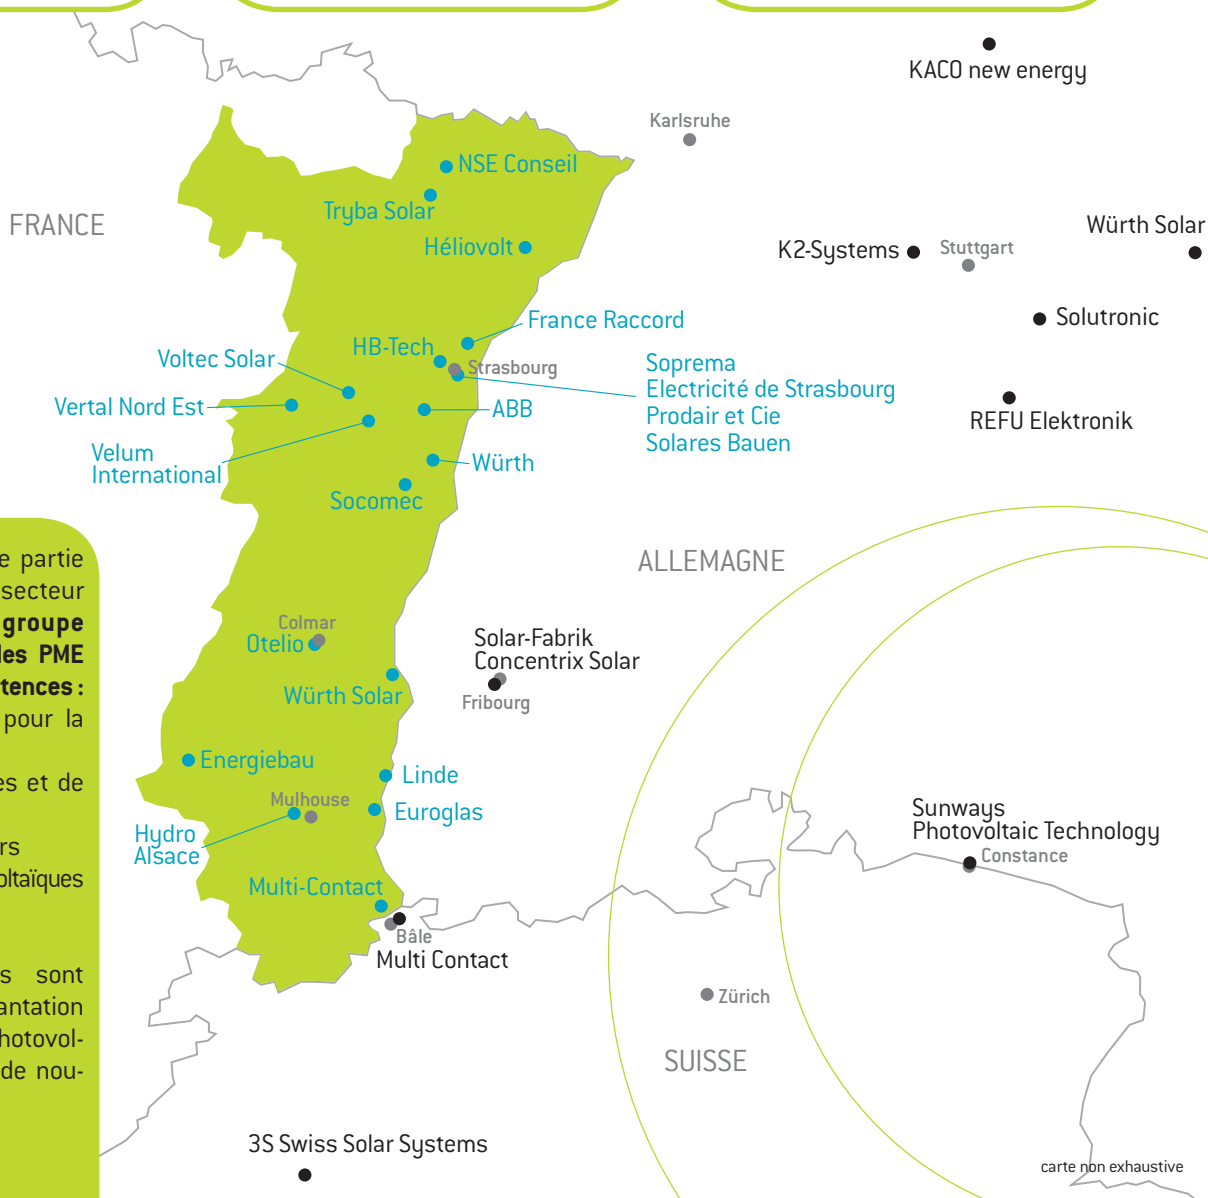 KACO new energy
Karlsruhe
NSE Conseil
Tryba Solar
FRANCE
Würth Solar
Héliovolt
K2-Systems
Stuttgart
France Raccord
Solutronic
HB-Tech
Voltec Solar
Strasbourg
Soprema
Electricité de Strasbourg
Prodair et Cie
Solares Bauen
Vertal Nord Est
ABB
REFU Elektronik
Velum
International
Würth
Socomec
ALLEMAGNE
e partie
secteur
groupe
les PME
tences :
pour la
es et de
rs
oltaïques
s sont
antation
hotovol-
de nou-
Colmar
Otelio
Solar-Fabrik
Concentrix Solar
Fribourg
Würth Solar
Energiebau
Linde
Mulhouse
Euroglas
Hydro
Alsace
Sunways
Photovoltaic Technology
Constance
Multi-Contact
Bâle
Multi Contact
Zürich
SUISSE
3S Swiss Solar Systems
carte non exhaustive